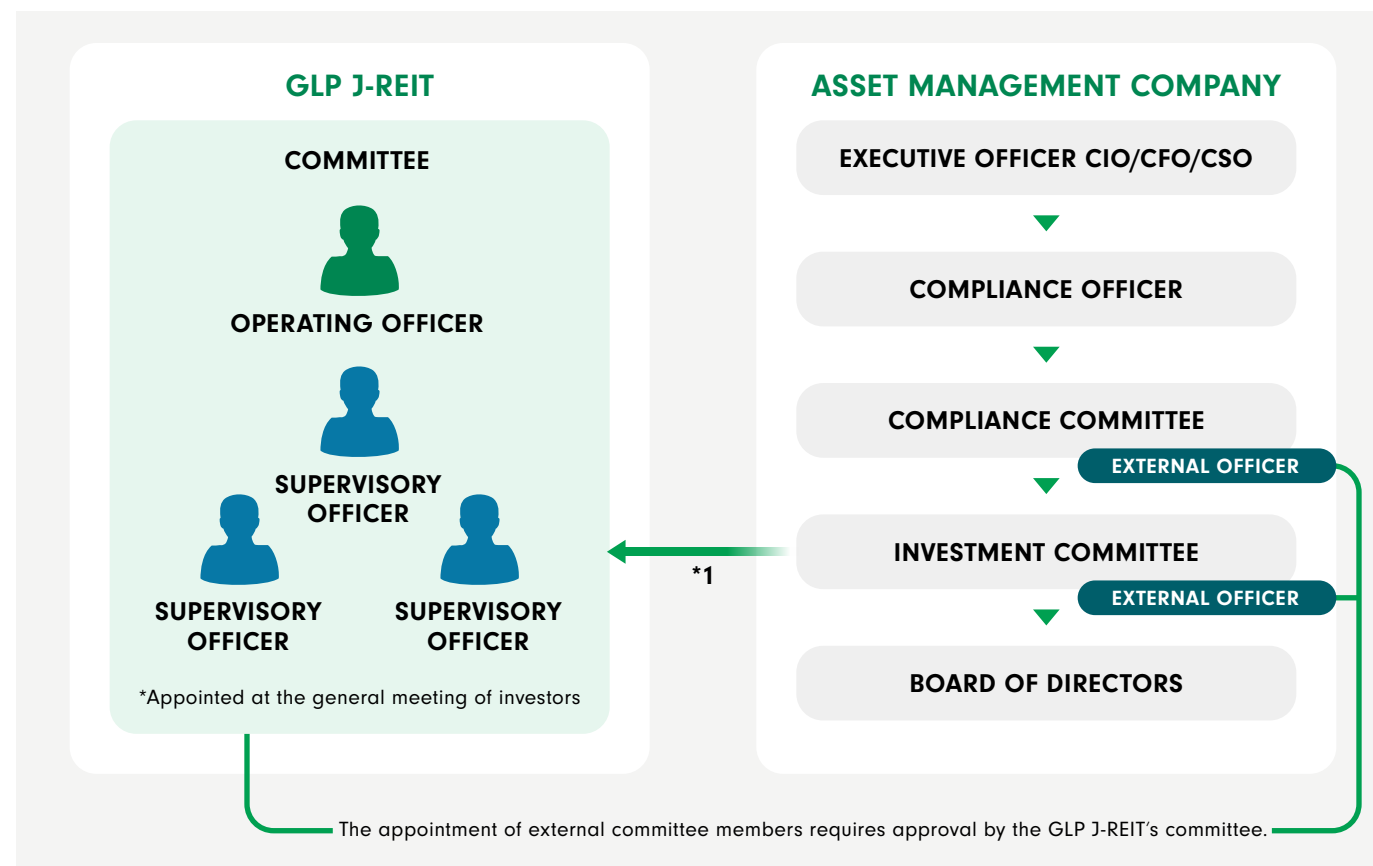 GLP J-REIT
COMMITTEE
OPERATING OFFICER
SUPERVISORY
OFFICER
SUPERVISORY
OFFICER
SUPERVISORY
OFFICER
*Appointed at the general meeting of investors
*1
ASSET MANAGEMENT COMPANY
EXECUTIVE OFFICER CIO/CFO/CSO
COMPLIANCE OFFICER
COMPLIANCE COMMITTEE
EXTERNAL OFFICER
INVESTMENT COMMITTEE
EXTERNAL OFFICER
BOARD OF DIRECTORS
The appointment of external committee members requires approval by the GLP J-REIT’s committee.